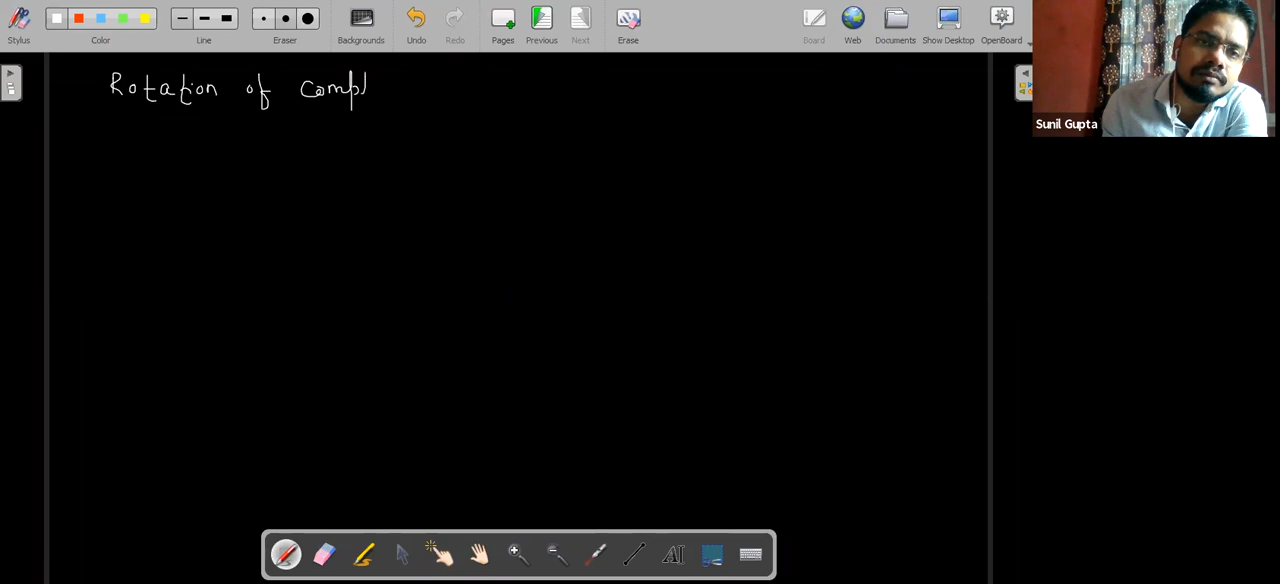 Stylus
Color
Line
Eraser
Backgrounds
Undo
Redo
Pages
Previous
Next
Erase
Board
Web
Documents
Show Desktop
OpenBoard
Rotation of compl
Sunil Gupta
AI